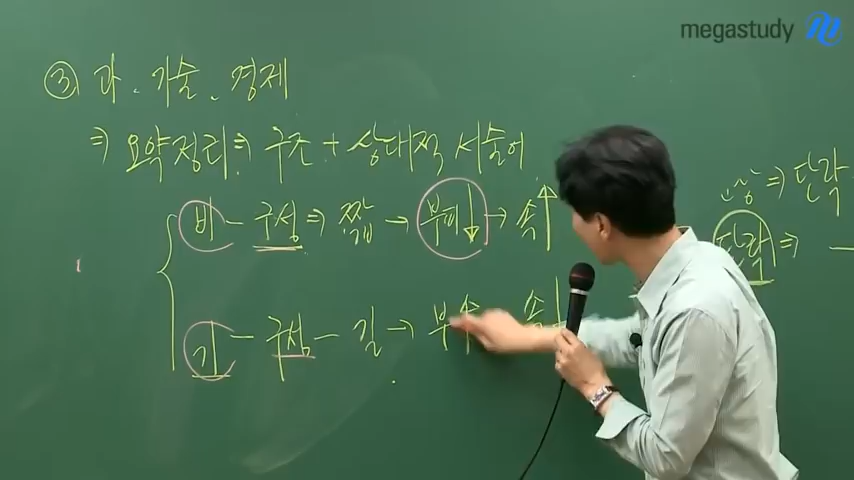 megastudy
③ 과. 기술. 경제
⇒ 요약정리 ⇒ 구조 + 상대적 서술어
비 - 구성 ⇒ 짧 → 부피↓ → 속↑
기 - 구성 - 길 → 부 속
⇒ 단락
단락 ⇒